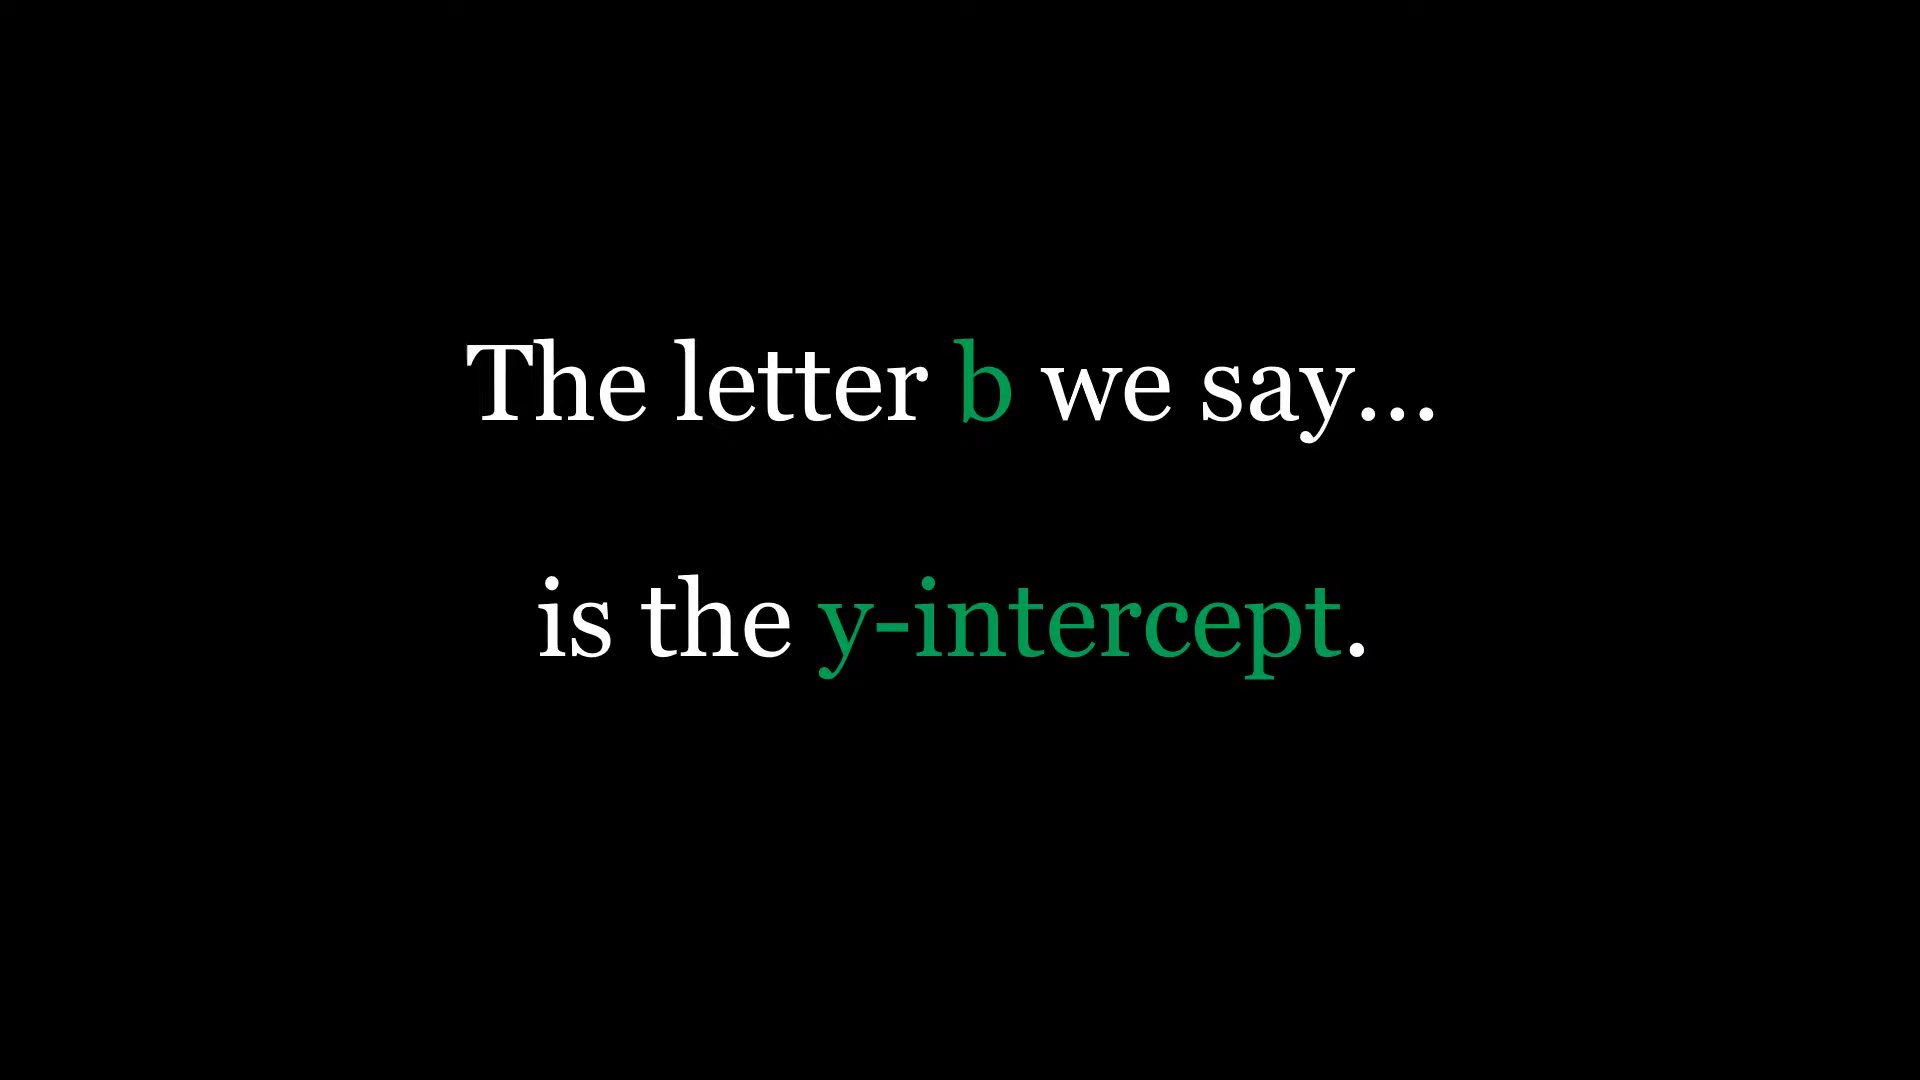 The letter b we say...
is the y-intercept.